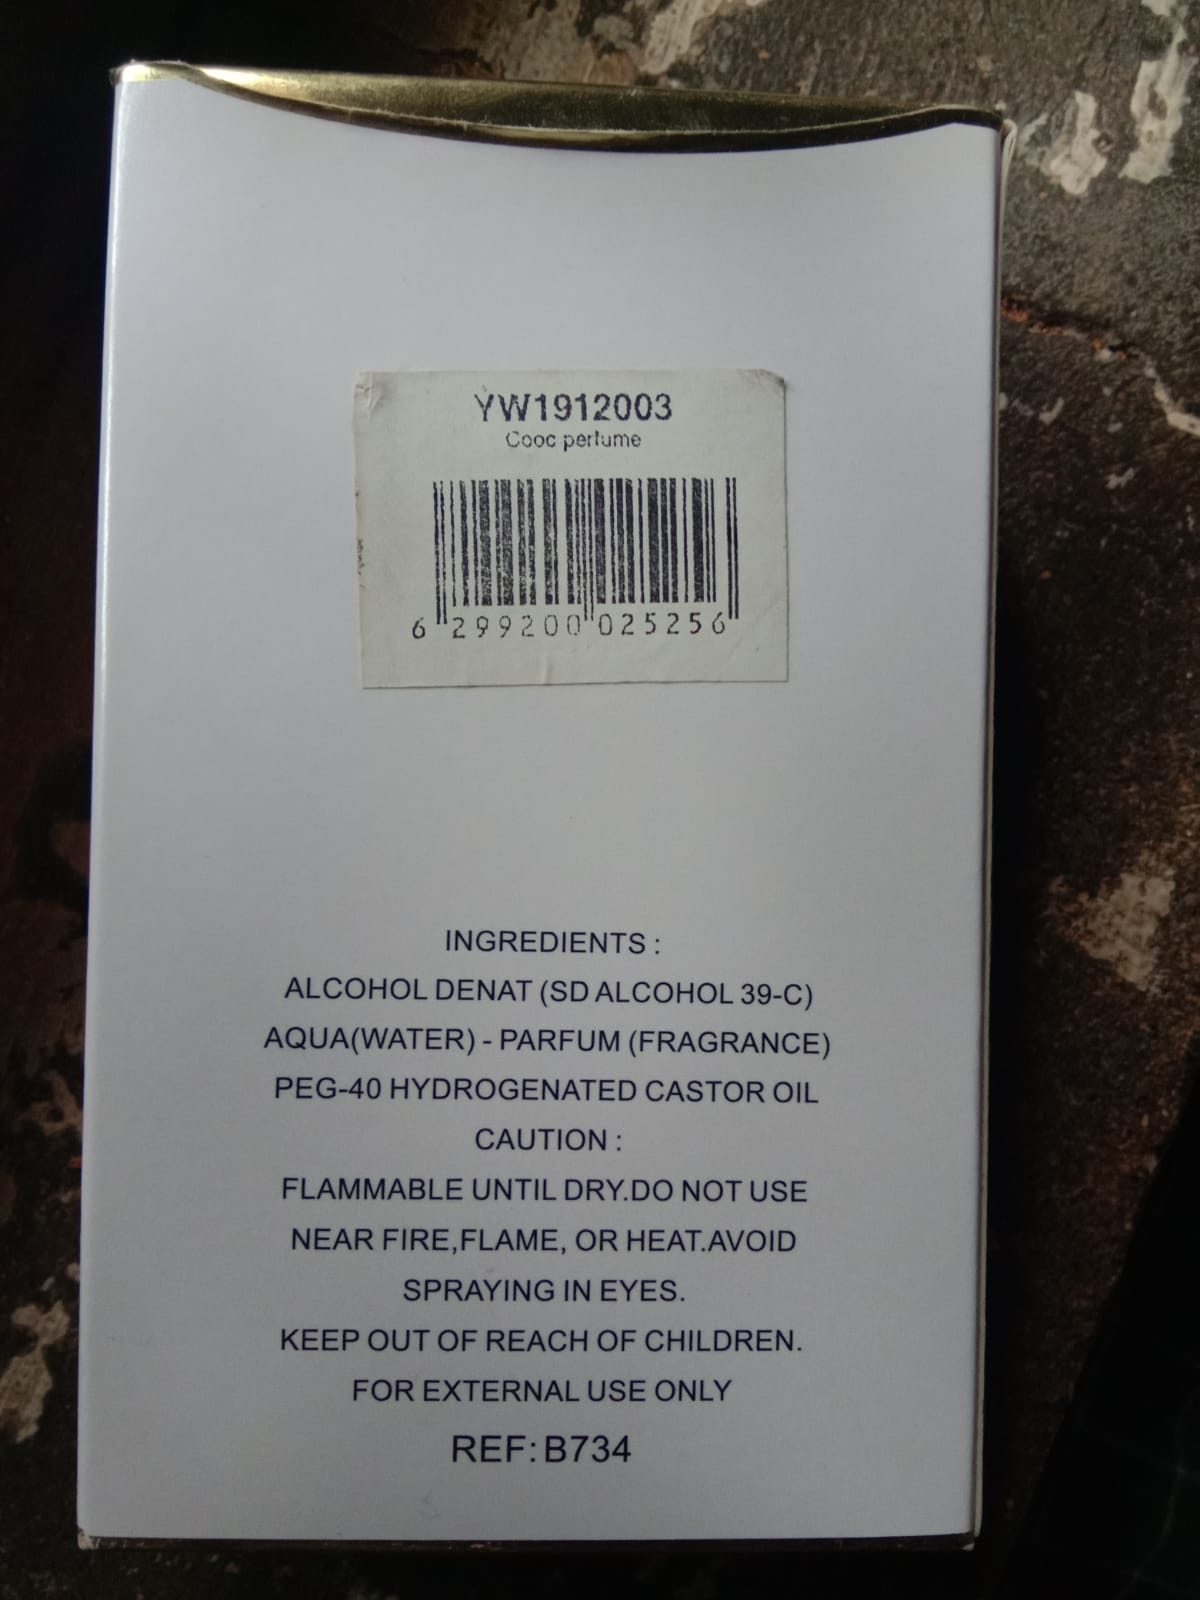 YW1912003
Cooc perfume
6 299200 025256
INGREDIENTS :
ALCOHOL DENAT (SD ALCOHOL 39-C)
AQUA(WATER) - PARFUM (FRAGRANCE)
PEG-40 HYDROGENATED CASTOR OIL
CAUTION :
FLAMMABLE UNTIL DRY.DO NOT USE
NEAR FIRE,FLAME, OR HEAT.AVOID
SPRAYING IN EYES.
KEEP OUT OF REACH OF CHILDREN.
FOR EXTERNAL USE ONLY
REF: B734